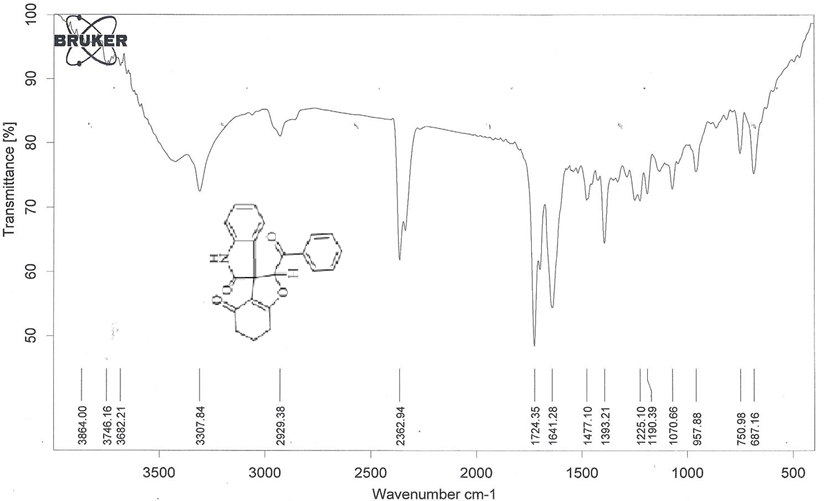 100
BRUKER
90
80
70
60
50
Transmittance [%]
O
H
N
H
O
O
O
3864.00
3746.16
3682.21
3307.84
2929.38
2362.94
1724.35
1641.28
1477.10
1393.21
1225.10
1190.39
1070.66
957.88
750.98
687.16
3500
3000
2500
2000
1500
1000
500
Wavenumber cm-1